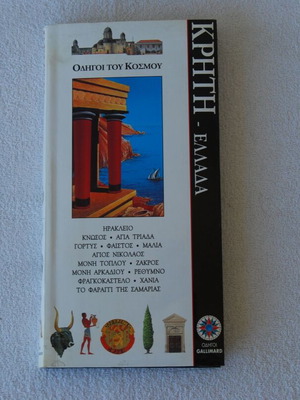 ΟΔΗΓΟΙ ΤΟΥ ΚΟΣΜΟΥ
ΚΡΗΤΗ - ΕΛΛΑΔΑ
ΗΡΑΚΛΕΙΟ
ΚΝΩΣΟΣ • ΑΓΙΑ ΤΡΙΑΔΑ
ΓΟΡΤΥΣ • ΦΑΙΣΤΟΣ • ΜΑΛΙΑ
ΑΓΙΟΣ ΝΙΚΟΛΑΟΣ
ΜΟΝΗ ΤΟΠΛΟΥ • ΖΑΚΡΟΣ
ΜΟΝΗ ΑΡΚΑΔΙΟΥ • ΡΕΘΥΜΝΟ
ΦΡΑΓΚΟΚΑΣΤΕΛΟ • ΧΑΝΙΑ
ΤΟ ΦΑΡΑΓΓΙ ΤΗΣ ΣΑΜΑΡΙΑΣ
ΟΔΗΓΟΙ
GALLIMARD